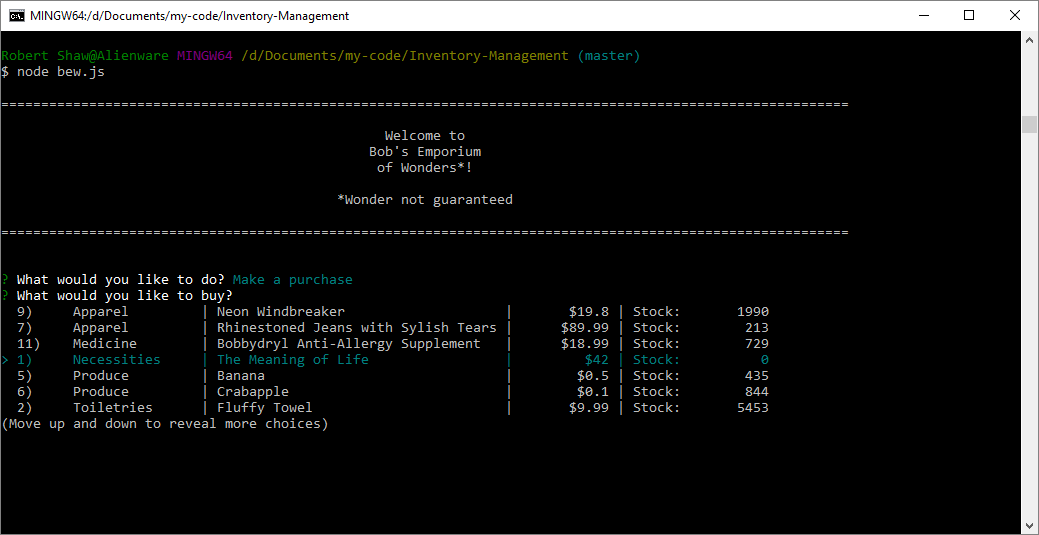 MINGW64:/d/Documents/my-code/Inventory-Management
Robert Shaw@Alienware MINGW64 /d/Documents/my-code/Inventory-Management (master)
$ node bew.js
==========================================================================================================
Welcome to
Bob's Emporium
of Wonders*!
*Wonder not guaranteed
==========================================================================================================
? What would you like to do? Make a purchase
? What would you like to buy?
9) Apparel | Neon Windbreaker | $19.8 | Stock: 1990
7) Apparel | Rhinestoned Jeans with Sylish Tears | $89.99 | Stock: 213
11) Medicine | Bobbydryl Anti-Allergy Supplement | $18.99 | Stock: 729
> 1) Necessities | The Meaning of Life | $42 | Stock: 0
5) Produce | Banana | $0.5 | Stock: 435
6) Produce | Crabapple | $0.1 | Stock: 844
2) Toiletries | Fluffy Towel | $9.99 | Stock: 5453
(Move up and down to reveal more choices)